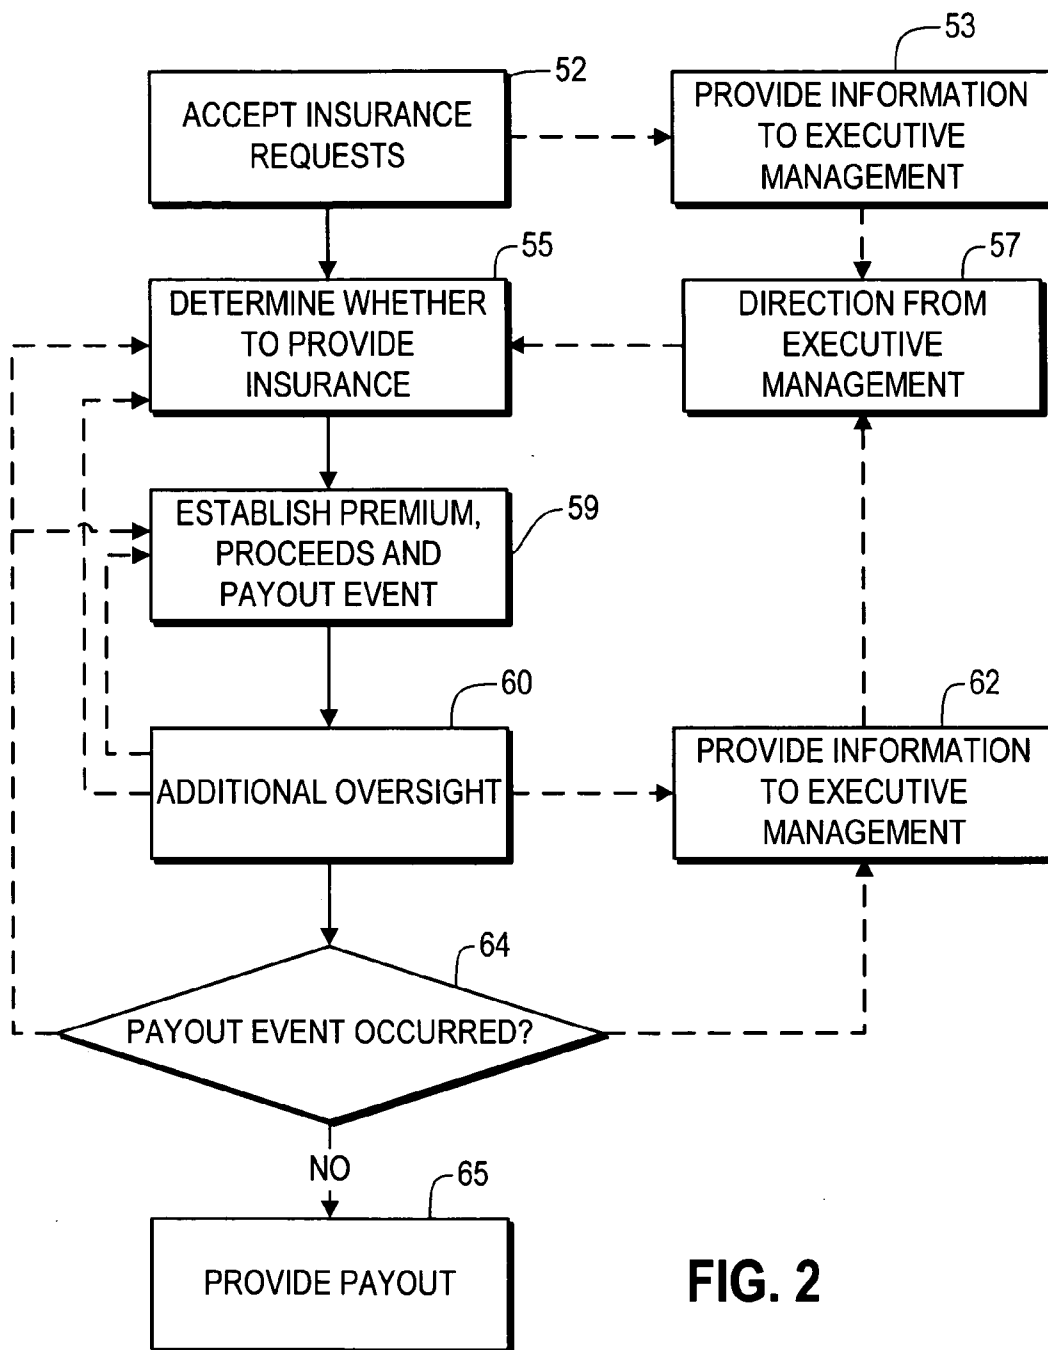 52
ACCEPT INSURANCE
REQUESTS
53
PROVIDE INFORMATION
TO EXECUTIVE
MANAGEMENT
55
DETERMINE WHETHER
TO PROVIDE
INSURANCE
57
DIRECTION FROM
EXECUTIVE
MANAGEMENT
59
ESTABLISH PREMIUM,
PROCEEDS AND
PAYOUT EVENT
60
ADDITIONAL OVERSIGHT
62
PROVIDE INFORMATION
TO EXECUTIVE
MANAGEMENT
64
PAYOUT EVENT OCCURRED?
NO
65
PROVIDE PAYOUT
FIG. 2